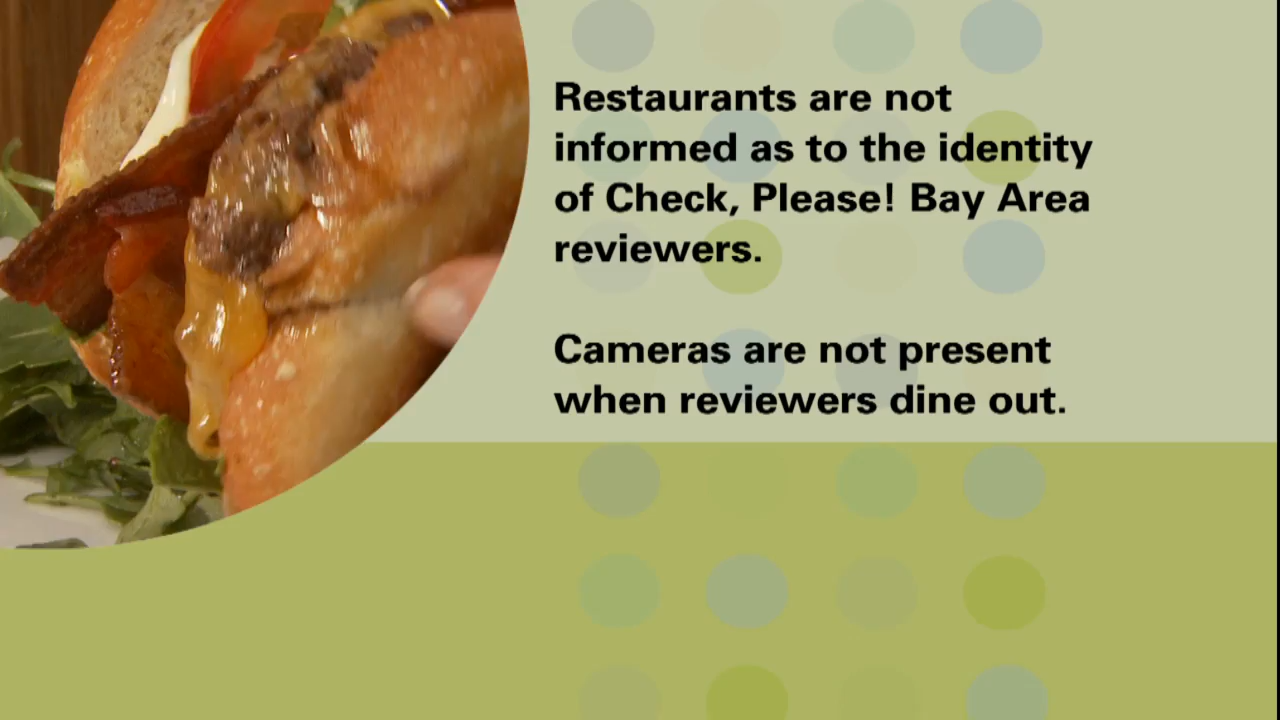 Restaurants are not
informed as to the identity
of Check, Please! Bay Area
reviewers.
Cameras are not present
when reviewers dine out.